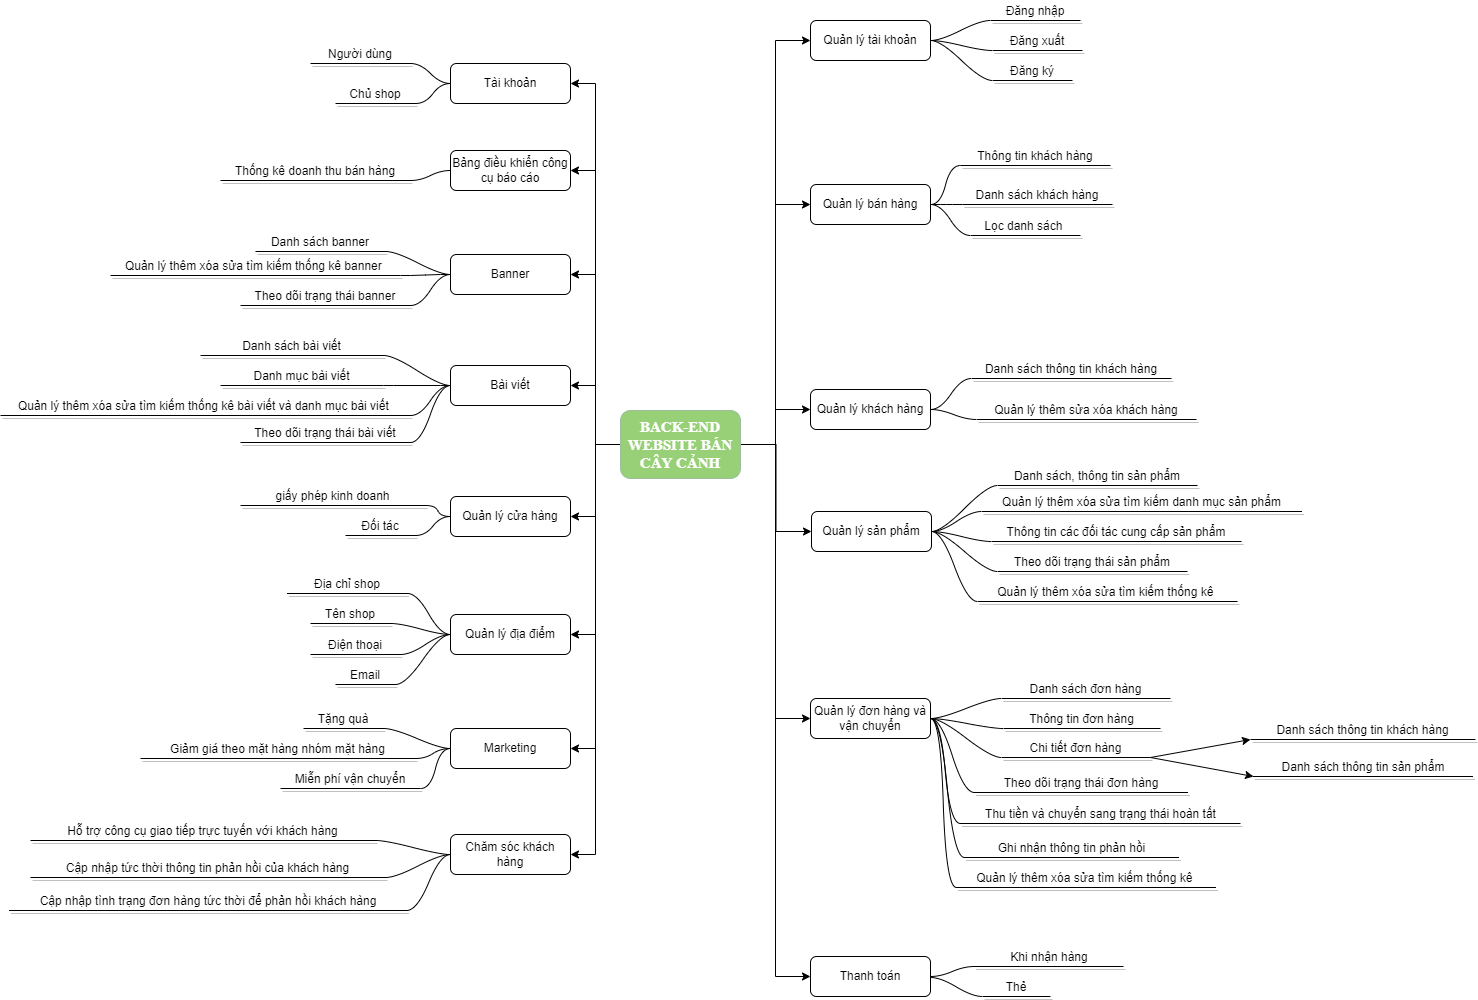 BACK-END
WEBSITE BÁN
CÂY CẢNH
Tài khoản
Người dùng
Chủ shop
Bảng điều khiển công
cụ báo cáo
Thống kê doanh thu bán hàng
Banner
Danh sách banner
Quản lý thêm xóa sửa tìm kiếm thống kê banner
Theo dõi trạng thái banner
Bài viết
Danh sách bài viết
Danh mục bài viết
Quản lý thêm xóa sửa tìm kiếm thống kê bài viết và danh mục bài viết
Theo dõi trạng thái bài viết
Quản lý cửa hàng
giấy phép kinh doanh
Đối tác
Quản lý địa điểm
Địa chỉ shop
Tên shop
Điện thoại
Email
Marketing
Tặng quà
Giảm giá theo mặt hàng nhóm mặt hàng
Miễn phí vận chuyển
Chăm sóc khách
hàng
Hỗ trợ công cụ giao tiếp trực tuyến với khách hàng
Cập nhập tức thời thông tin phản hồi của khách hàng
Cập nhập tình trạng đơn hàng tức thời để phản hồi khách hàng
Quản lý tài khoản
Đăng nhập
Đăng xuất
Đăng ký
Quản lý bán hàng
Thông tin khách hàng
Danh sách khách hàng
Lọc danh sách
Quản lý khách hàng
Danh sách thông tin khách hàng
Quản lý thêm sửa xóa khách hàng
Quản lý sản phẩm
Danh sách, thông tin sản phẩm
Quản lý thêm xóa sửa tìm kiếm danh mục sản phẩm
Thông tin các đối tác cung cấp sản phẩm
Theo dõi trạng thái sản phẩm
Quản lý thêm xóa sửa tìm kiếm thống kê
Quản lý đơn hàng và
vận chuyển
Danh sách đơn hàng
Thông tin đơn hàng
Chi tiết đơn hàng
Danh sách thông tin khách hàng
Danh sách thông tin sản phẩm
Theo dõi trạng thái đơn hàng
Thu tiền và chuyển sang trạng thái hoàn tất
Ghi nhận thông tin phản hồi
Quản lý thêm xóa sửa tìm kiếm thống kê
Thanh toán
Khi nhận hàng
Thẻ